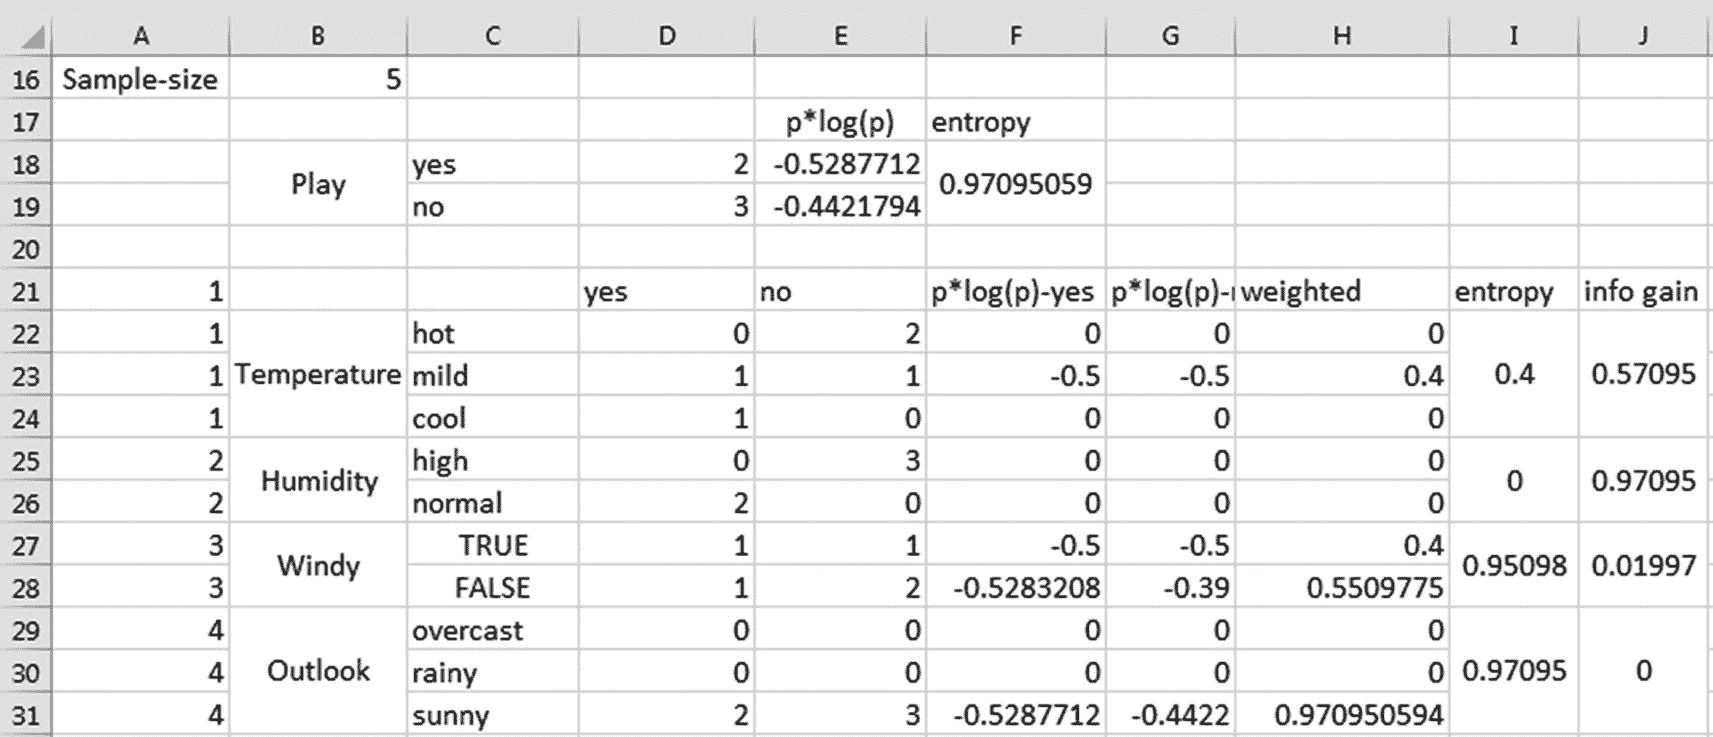 A B C D E F G H I J
16 Sample-size 5
17 p*log(p) entropy
18 yes 2 -0.5287712
Play 0.97095059
19 no 3 -0.4421794
20
21 1 yes no p*log(p)-yes p*log(p)- weighted entropy info gain
22 1 hot 0 2 0 0 0
23 1 Temperature mild 1 1 -0.5 -0.5 0.4 0.4 0.57095
24 1 cool 1 0 0 0 0
25 2 high 0 3 0 0 0
Humidity 0 0.97095
26 2 normal 2 0 0 0 0
27 3 TRUE 1 1 -0.5 -0.5 0.4
Windy 0.95098 0.01997
28 3 FALSE 1 2 -0.5283208 -0.39 0.5509775
29 4 overcast 0 0 0 0 0
30 4 Outlook rainy 0 0 0 0 0 0.97095 0
31 4 sunny 2 3 -0.5287712 -0.4422 0.970950594